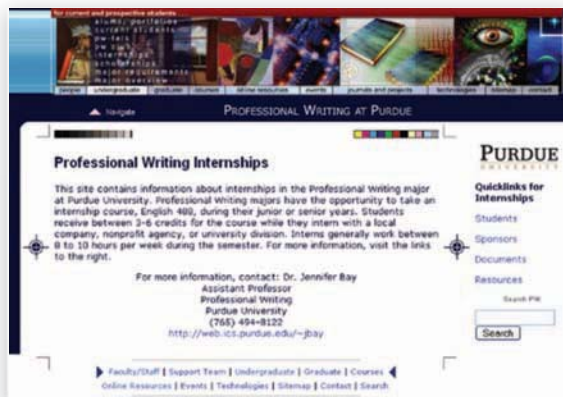 for current and prospective students ...
alumni portfolios
current students
pw-talk
pw club
internships
scholarships
major requirements
major overview
people undergraduate graduate courses online resources events journals and projects technologies sitemap contact
Navigate
PROFESSIONAL WRITING AT PURDUE
Professional Writing Internships
This site contains information about internships in the Professional Writing major
at Purdue University. Professional Writing majors have the opportunity to take an
internship course, English 488, during their junior or senior years. Students
receive between 3-6 credits for the course while they intern with a local
company, nonprofit agency, or university division. Interns generally work between
8 to 10 hours per week during the semester. For more information, visit the links
to the right.
For more information, contact: Dr. Jennifer Bay
Assistant Professor
Professional Writing
Purdue University
(765) 494-8122
http://web.ics.purdue.edu/~jbay
PURDUE
UNIVERSITY
Quicklinks for
Internships
Students
Sponsors
Documents
Resources
Search PW
Search
Faculty/Staff | Support Team | Undergraduate | Graduate | Courses
Online Resources | Events | Technologies | Sitemap | Contact | Search